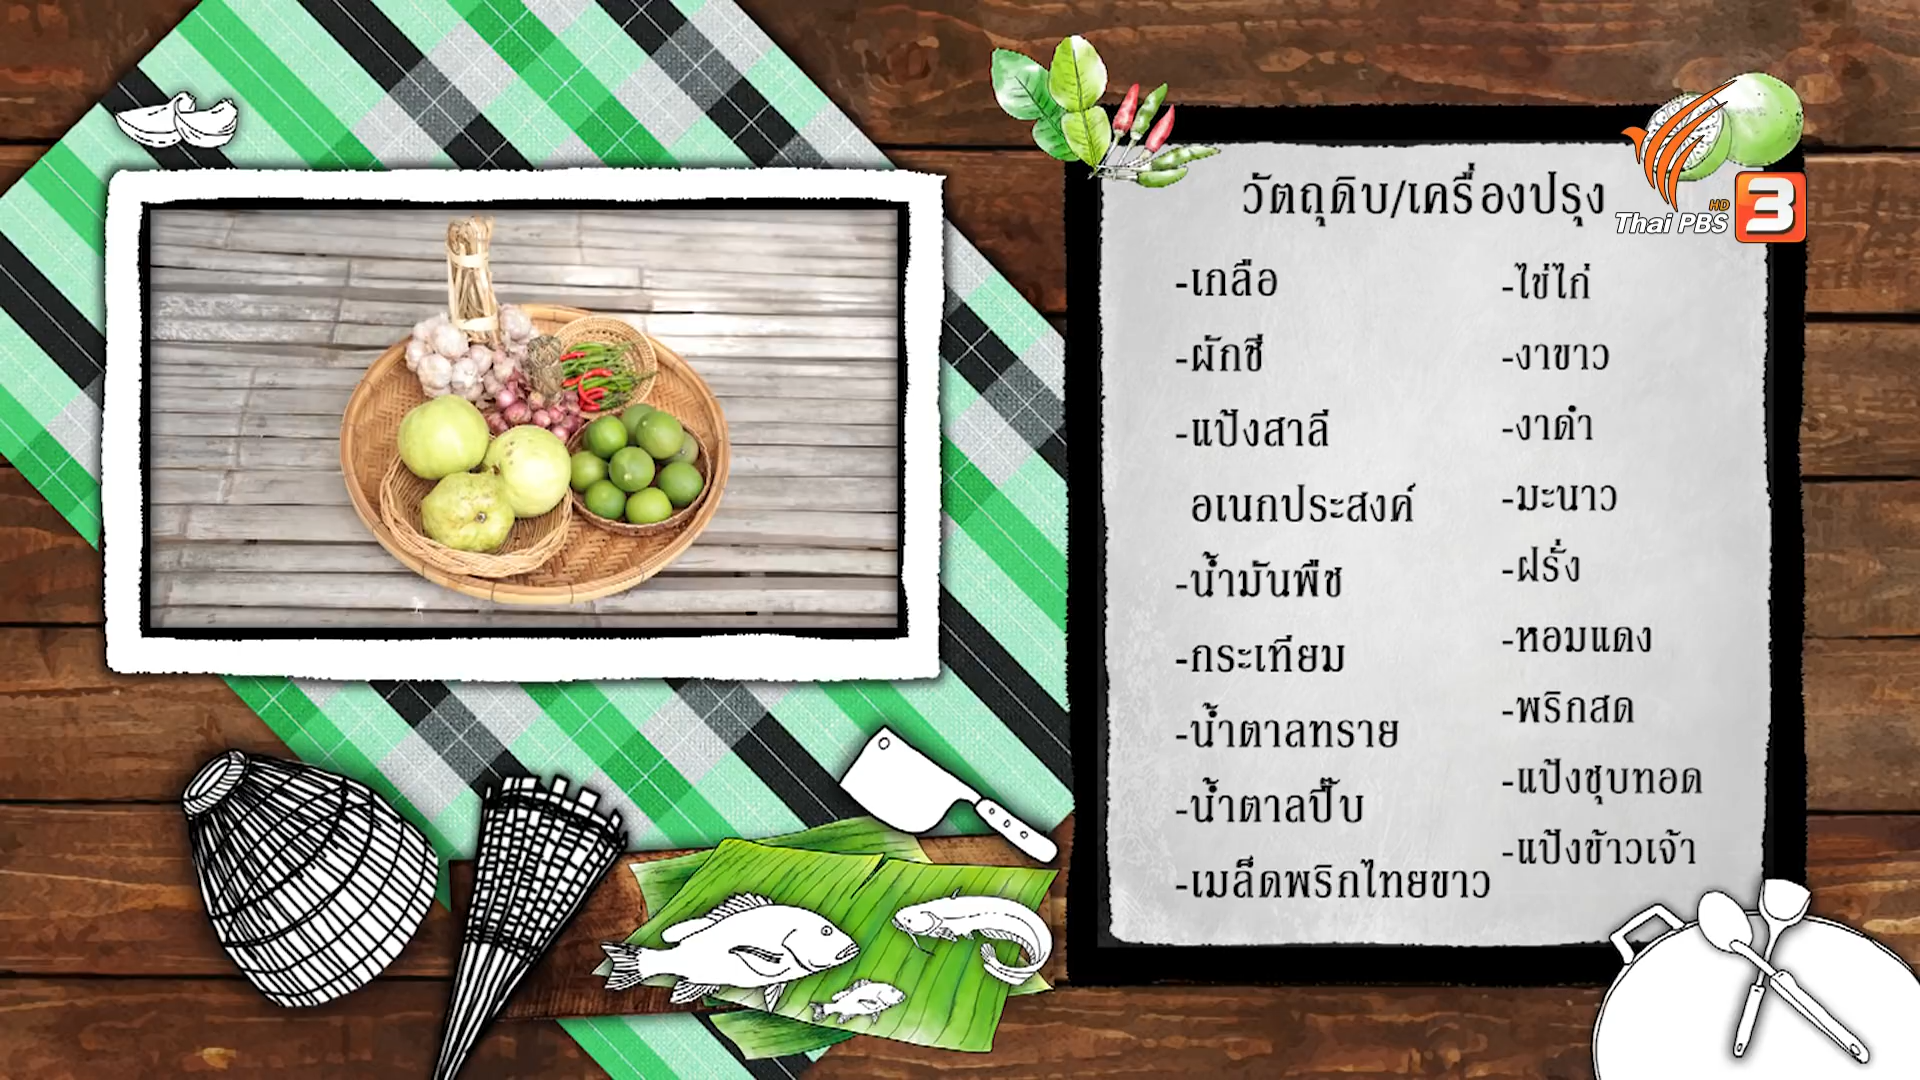 วัตถุดิบ/เครื่องปรุง
-เกลือ
-ผักชี
-แป้งสาลี
อเนกประสงค์
-น้ำมันพืช
-กระเทียม
-น้ำตาลทราย
-น้ำตาลปี๊บ
-เมล็ดพริกไทยขาว
-ไข่ไก่
-งาขาว
-งาดำ
-มะนาว
-ฝรั่ง
-หอมแดง
-พริกสด
-แป้งชุบทอด
-แป้งข้าวเจ้า
HD
Thai PBS 3